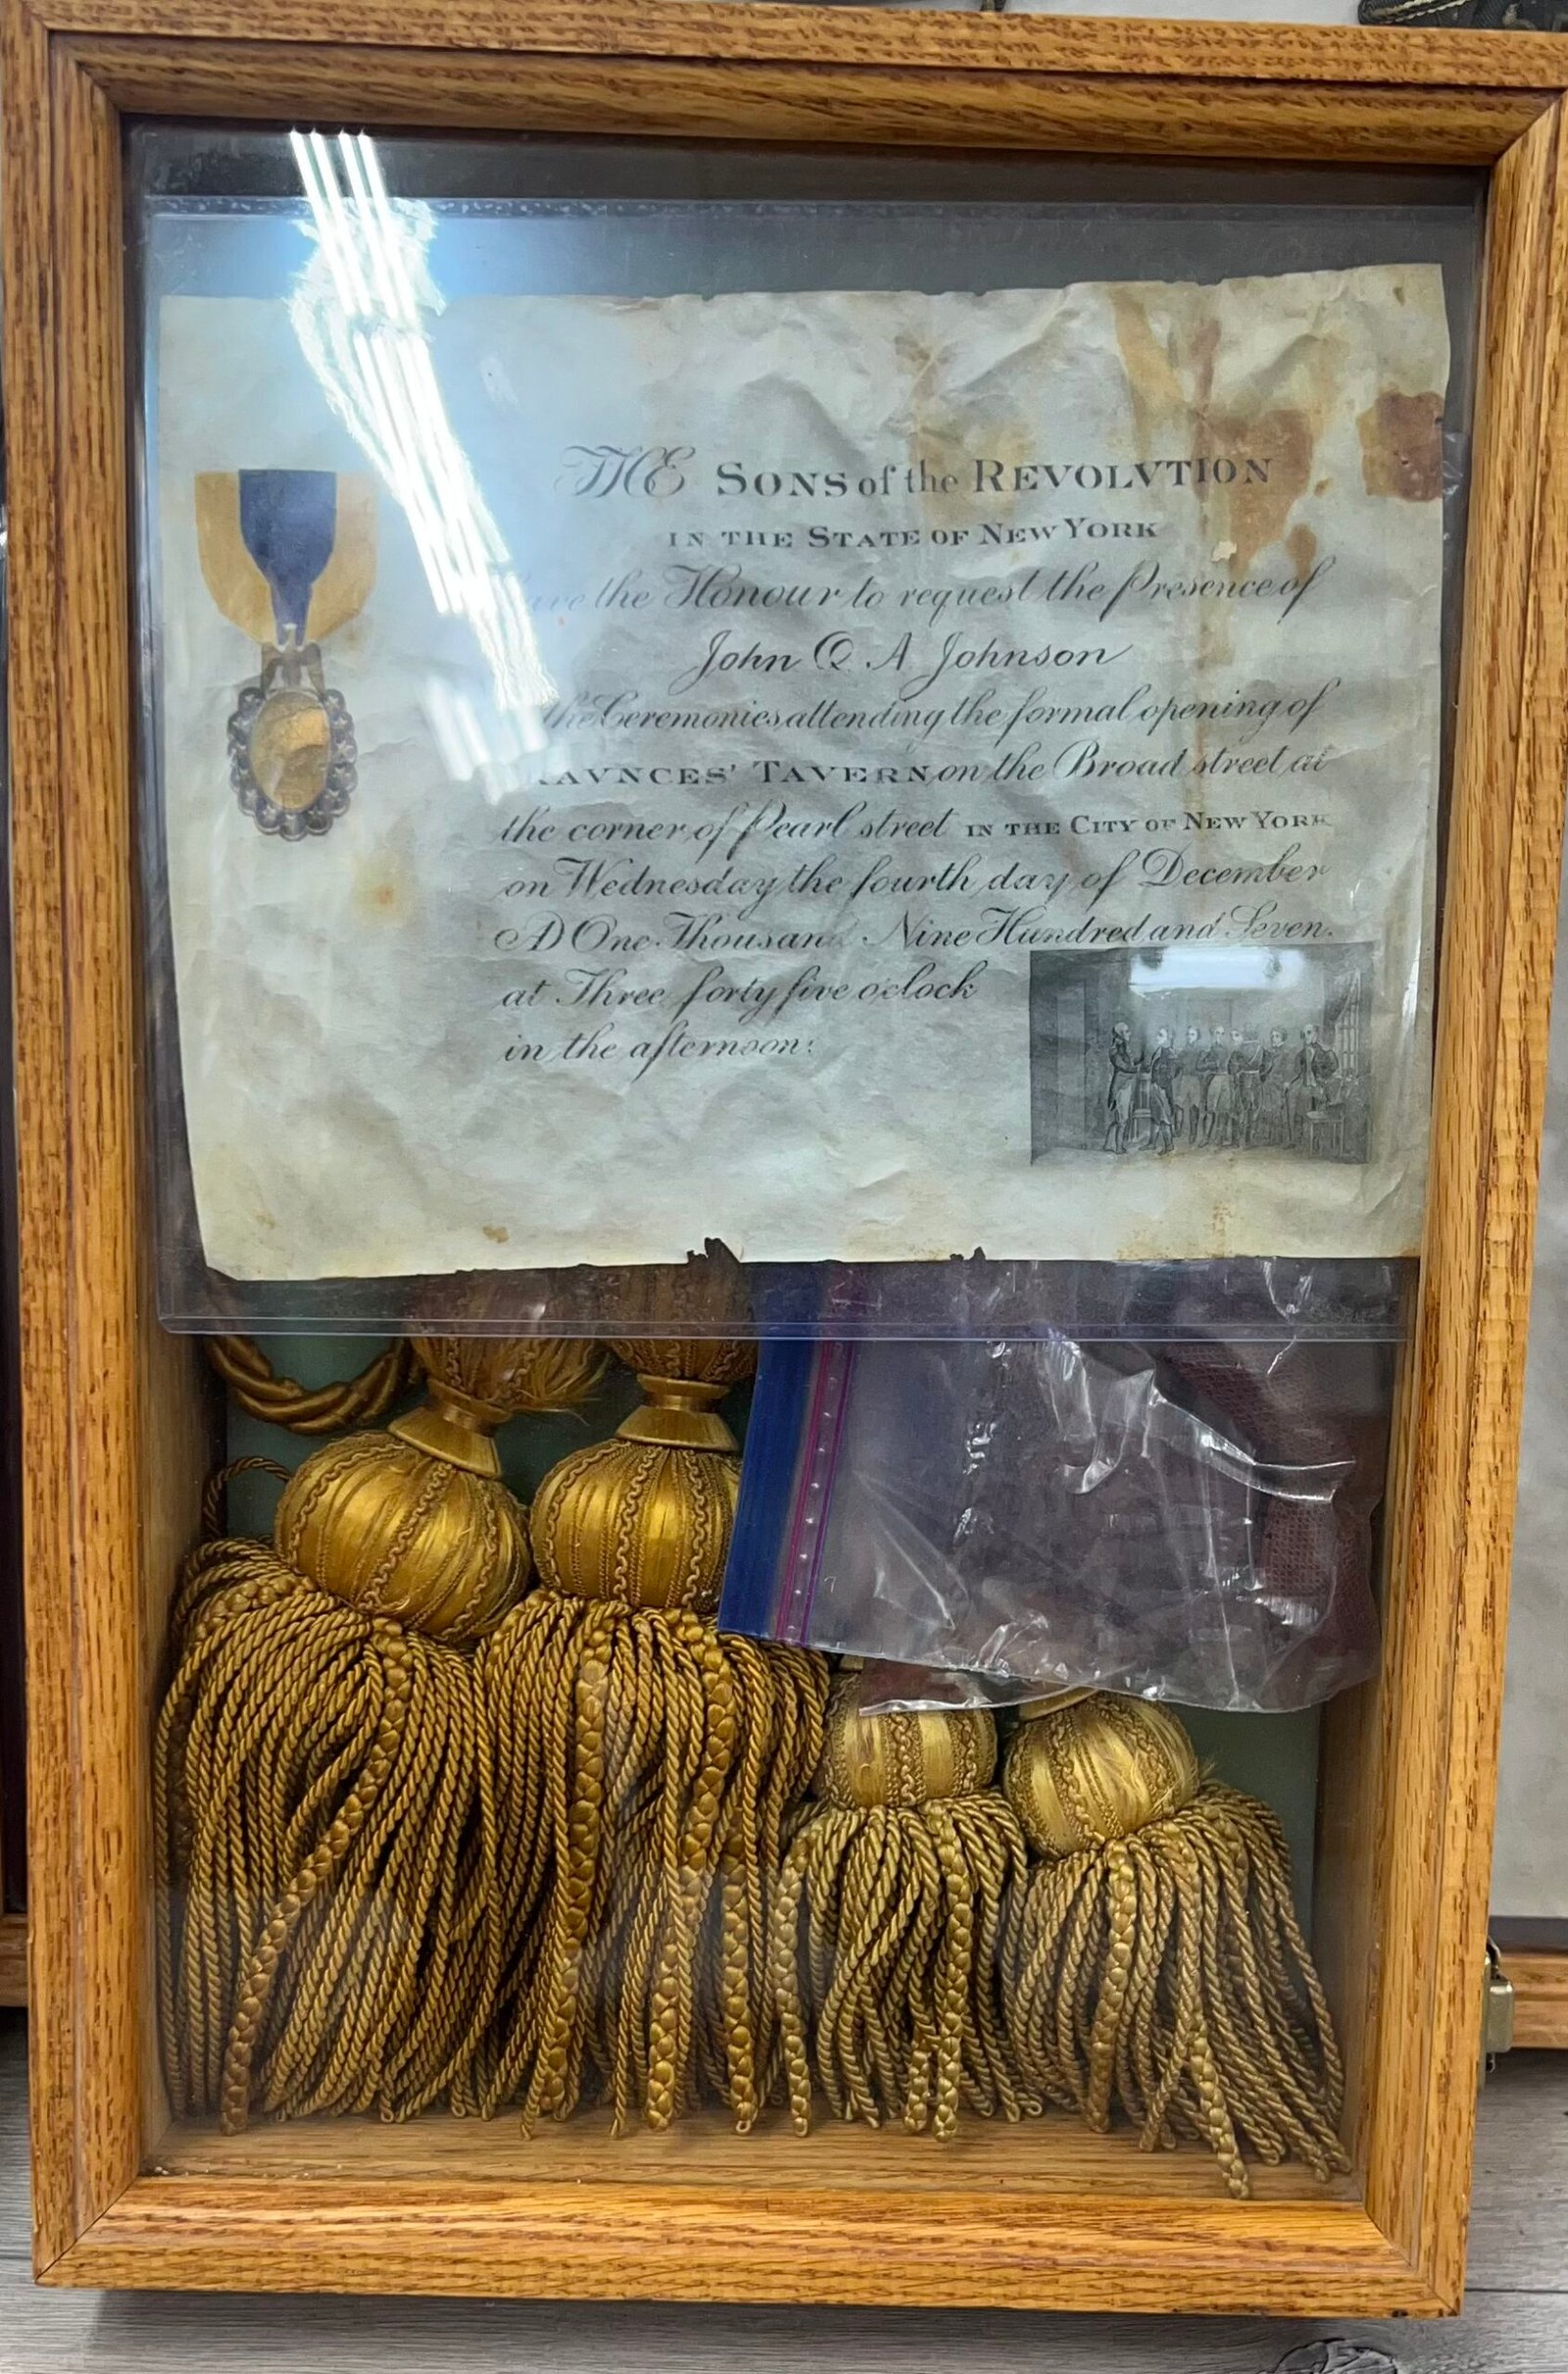 THE SONS of the REVOLVTION
IN THE STATE OF NEW YORK
the Honour to request the Presence of
John Q. A. Johnson
the Ceremonies attending the formal opening of
TAVERN on the Broad street at
the corner of Pearl street IN THE CITY OF NEW YORK
on Wednesday the fourth day of December
AD One Thousand Nine Hundred and Seven.
at Three forty five o'clock
in the afternoon: